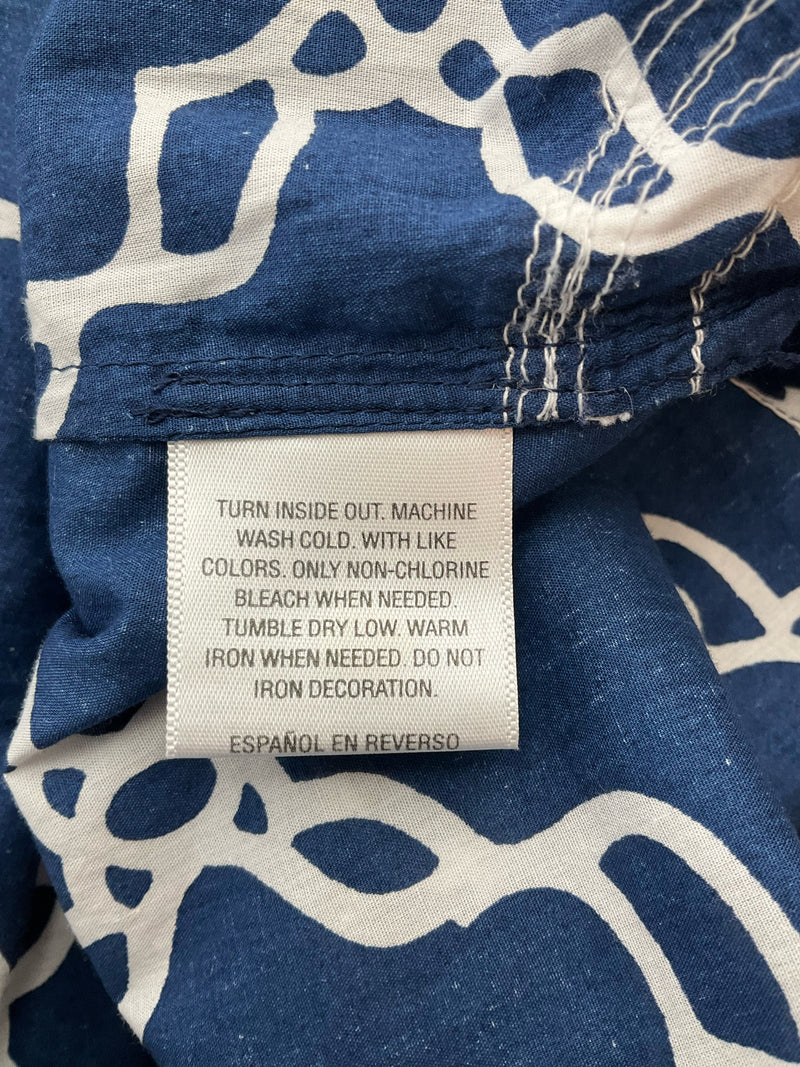 TURN INSIDE OUT. MACHINE
WASH COLD. WITH LIKE
COLORS. ONLY NON-CHLORINE
BLEACH WHEN NEEDED.
TUMBLE DRY LOW. WARM
IRON WHEN NEEDED. DO NOT
IRON DECORATION.
ESPAÑOL EN REVERSO